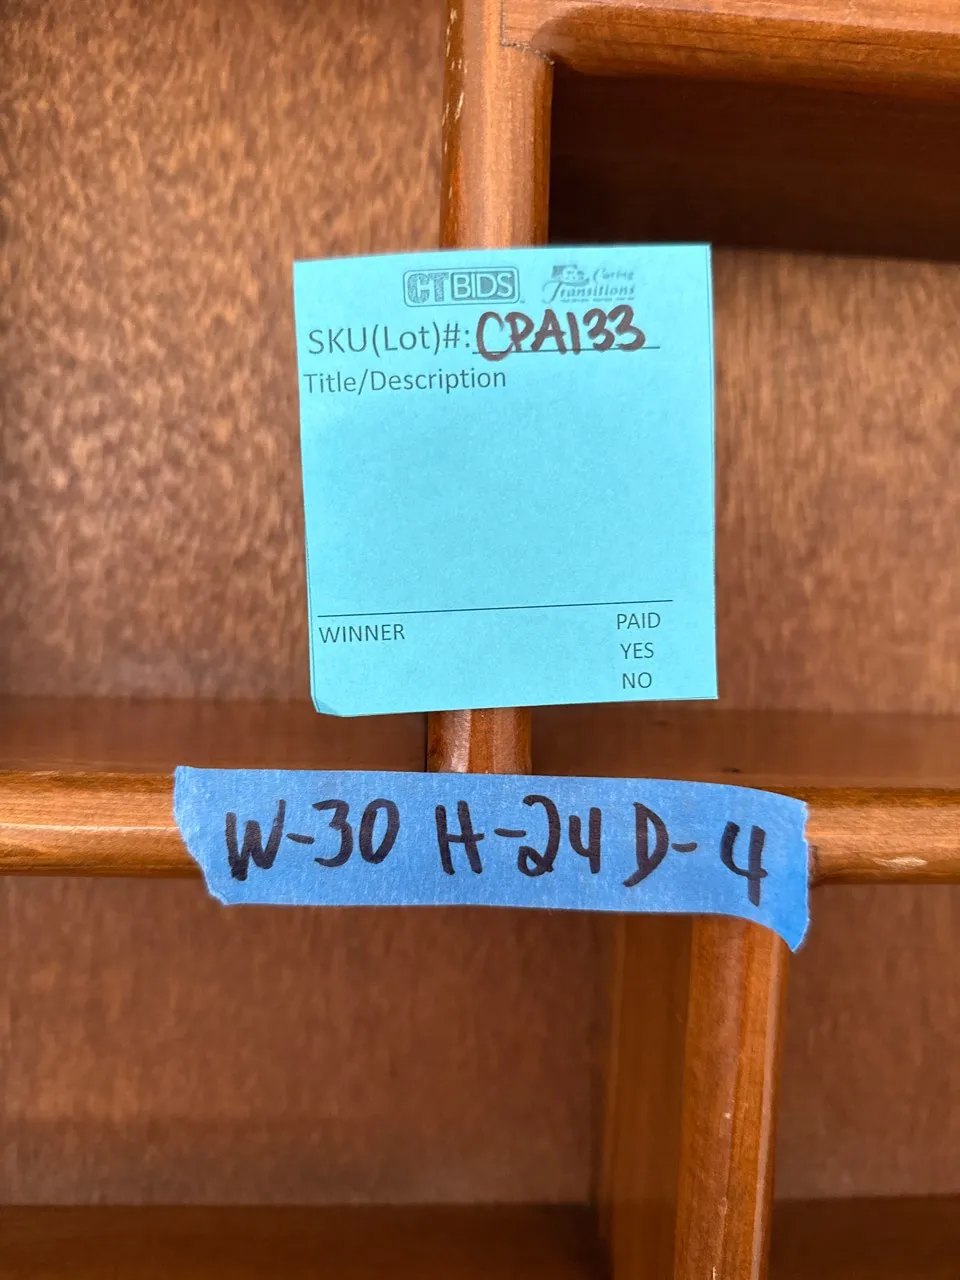 CTBIDS Caring Transitions
SKU(Lot)#: CPA133
Title/Description
WINNER PAID
YES
NO
W-30 H-24 D-4